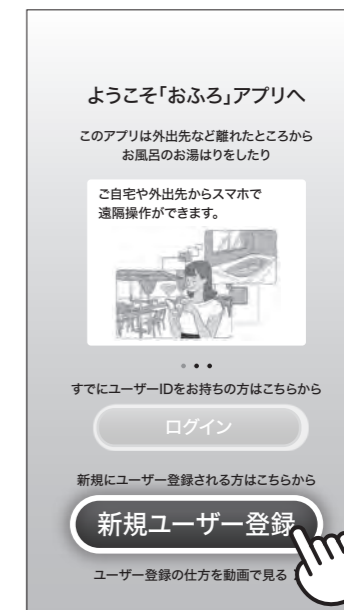 ようこそ「おふろ」アプリへ
このアプリは外出先など離れたところから
お風呂のお湯はりをしたり
ご自宅や外出先からスマホで
遠隔操作ができます。
すでにユーザーIDをお持ちの方はこちらから
ログイン
新規にユーザー登録される方はこちらから
新規ユーザー登録
ユーザー登録の仕方を動画で見る